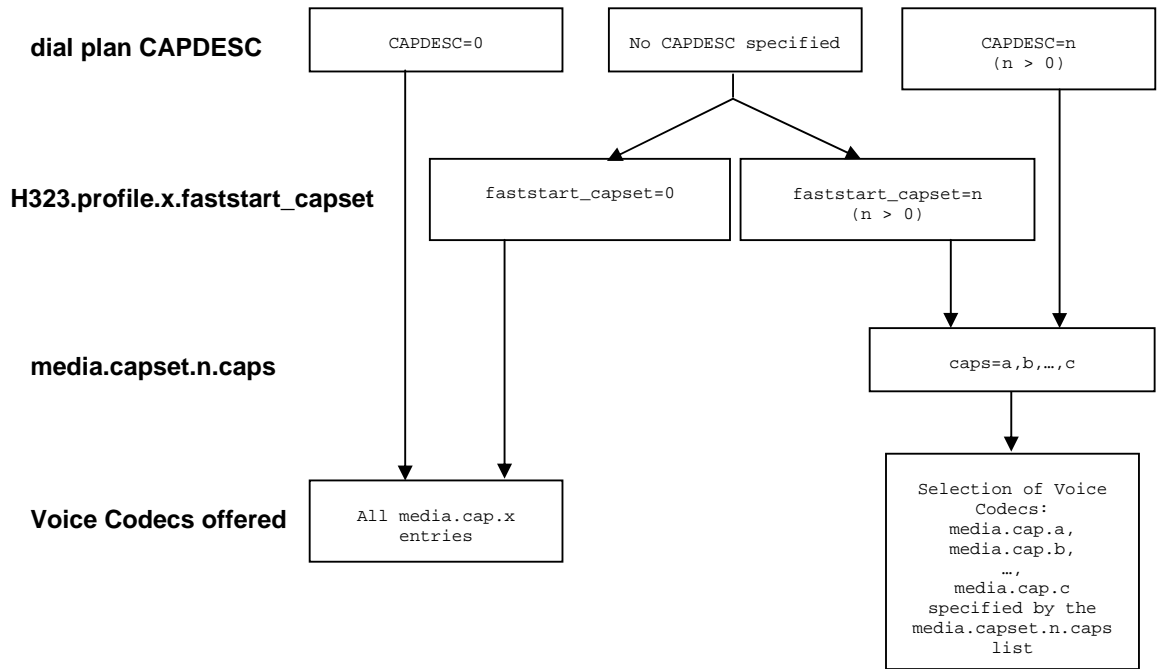 dial plan CAPDESC
CAPDESC=0
No CAPDESC specified
CAPDESC=n
(n > 0)
H323.profile.x.faststart_capset
faststart_capset=0
faststart_capset=n
(n > 0)
media.capset.n.caps
caps=a,b,…,c
Voice Codecs offered
All media.cap.x
entries
Selection of Voice
Codecs:
media.cap.a,
media.cap.b,
…,
media.cap.c
specified by the
media.capset.n.caps
list